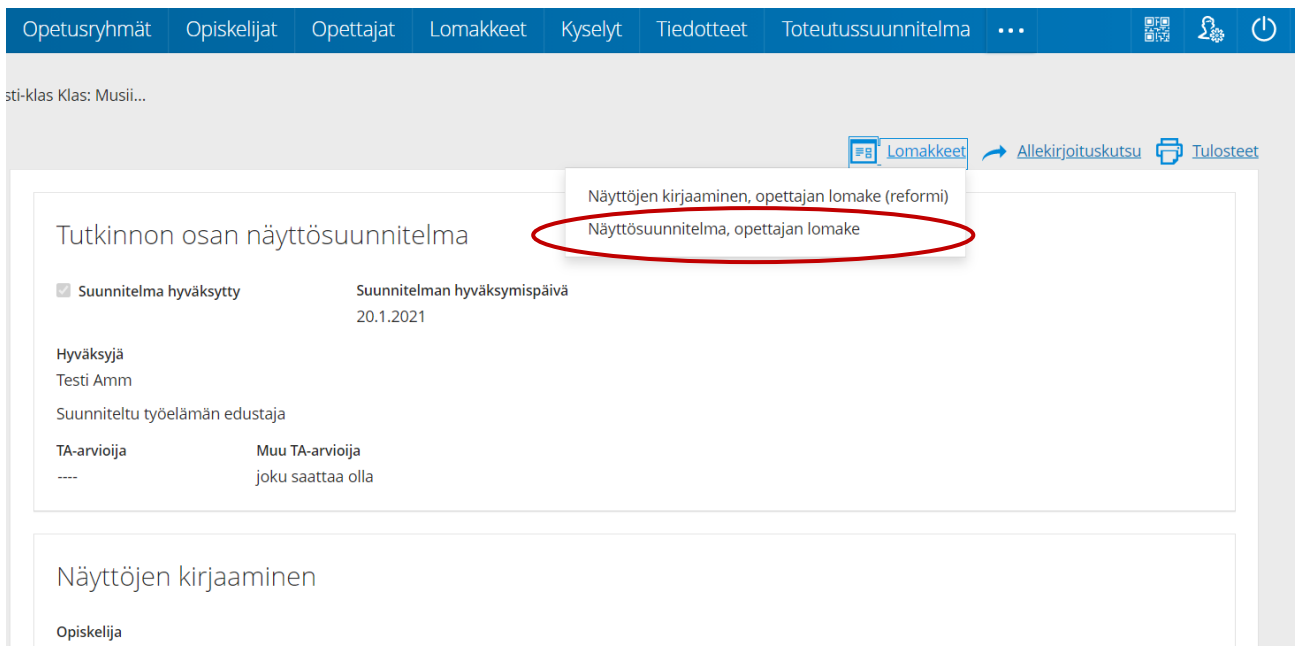 Opetusryhmät Opiskelijat Opettajat Lomakkeet Kyselyt Tiedotteet Toteutussuunnitelma ...
sti-klas Klas: Musii...
Lomakkeet Allekirjoituskutsu Tulosteet
Näyttöjen kirjaaminen, opettajan lomake (reformi)
Näyttösuunnitelma, opettajan lomake
Tutkinnon osan näyttösuunnitelma
Suunnitelma hyväksytty Suunnitelman hyväksymispäivä
20.1.2021
Hyväksyjä
Testi Amm
Suunniteltu työelämän edustaja
TA-arvioija Muu TA-arvioija
---- joku saattaa olla
Näyttöjen kirjaaminen
Opiskelija